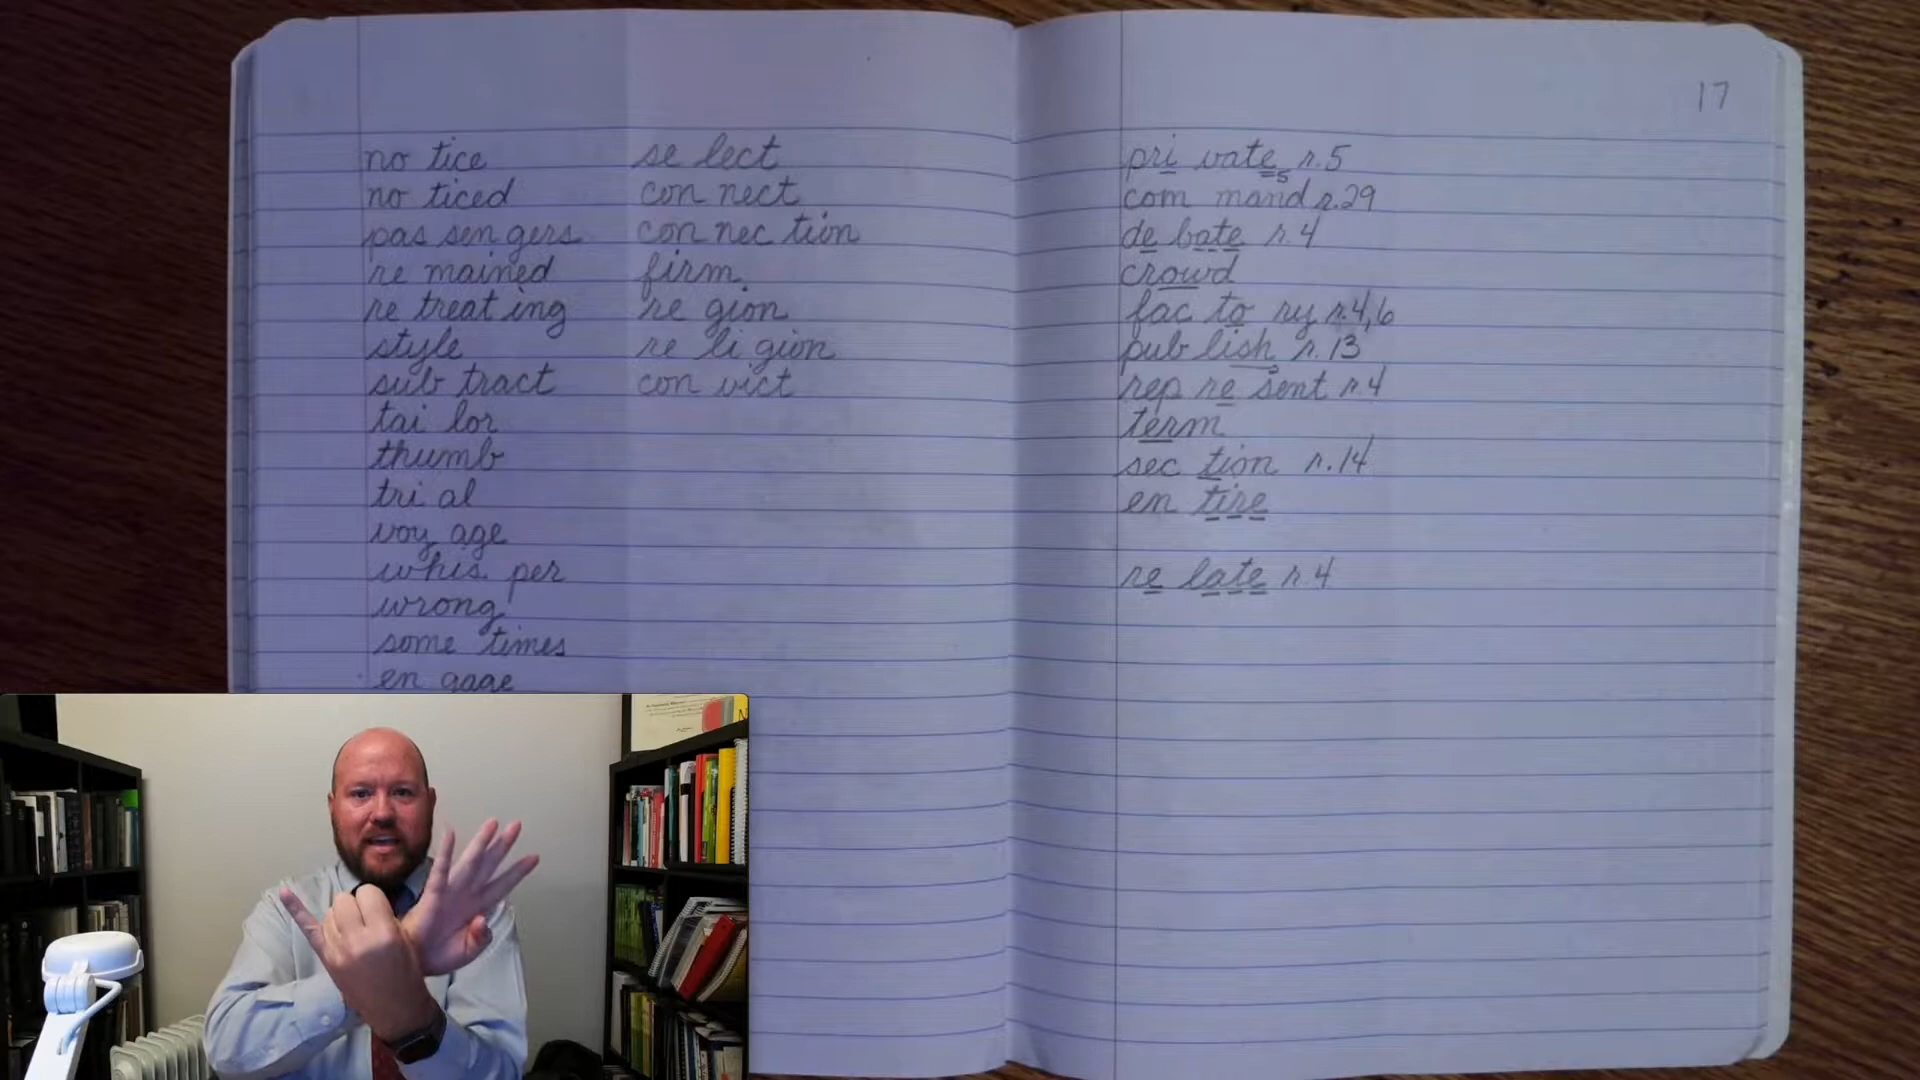 17
no tice
no ticed
pas sen gers
re mained
re treat ing
style
sub tract
tai lor
thumb
tri al
voy age
whis per
wrong
some times
en gage
se lect
con nect
con nec tion
firm
re gion
re li gion
con vict
pri vate5 r.5
com mand r.29
de bate r.4
crowd
fac to ry r.4,6
pub lish r.13
rep re sent r.4
term
sec tion r.14
en tire
re late r.4